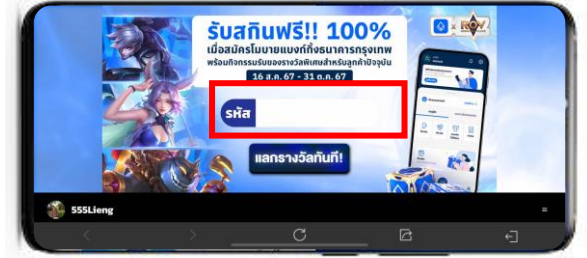 รับสกินฟรี!! 100%
เมื่อสมัครโมบายแบงก์กิ้งธนาคารกรุงเทพ
พร้อมกิจกรรมรับของรางวัลพิเศษสำหรับลูกค้าปัจจุบัน
16 ส.ค. 67 - 31 ต.ค. 67
x ROV
รหัส
แลกรางวัลทันที!
555Lieng